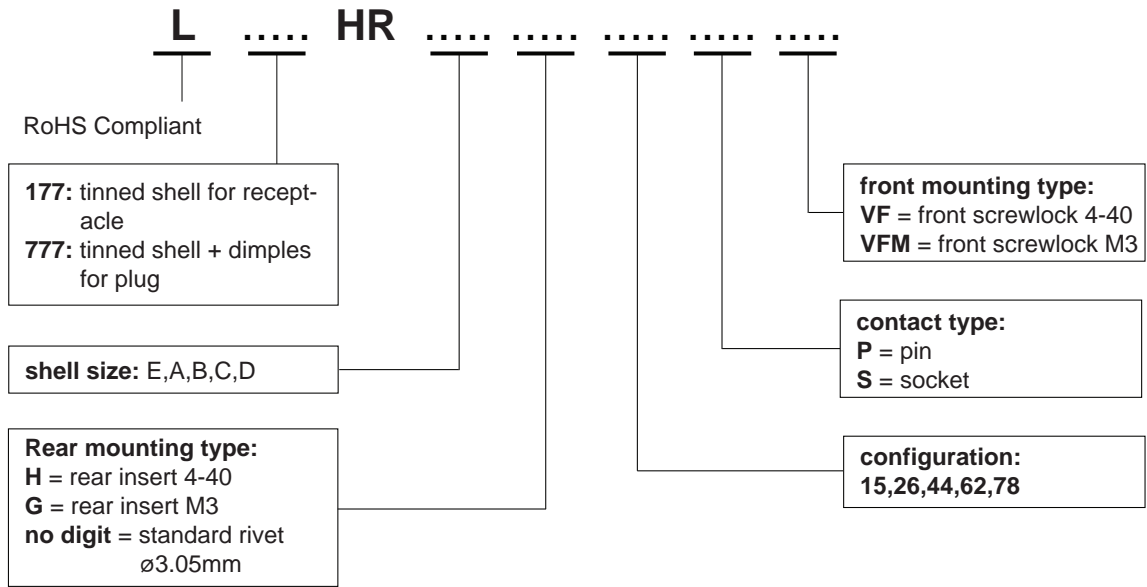 L ..... HR ..... ..... ..... ..... .....
RoHS Compliant
177: tinned shell for recept-
acle
777: tinned shell + dimples
for plug
shell size: E,A,B,C,D
Rear mounting type:
H = rear insert 4-40
G = rear insert M3
no digit = standard rivet
ø3.05mm
front mounting type:
VF = front screwlock 4-40
VFM = front screwlock M3
contact type:
P = pin
S = socket
configuration:
15,26,44,62,78